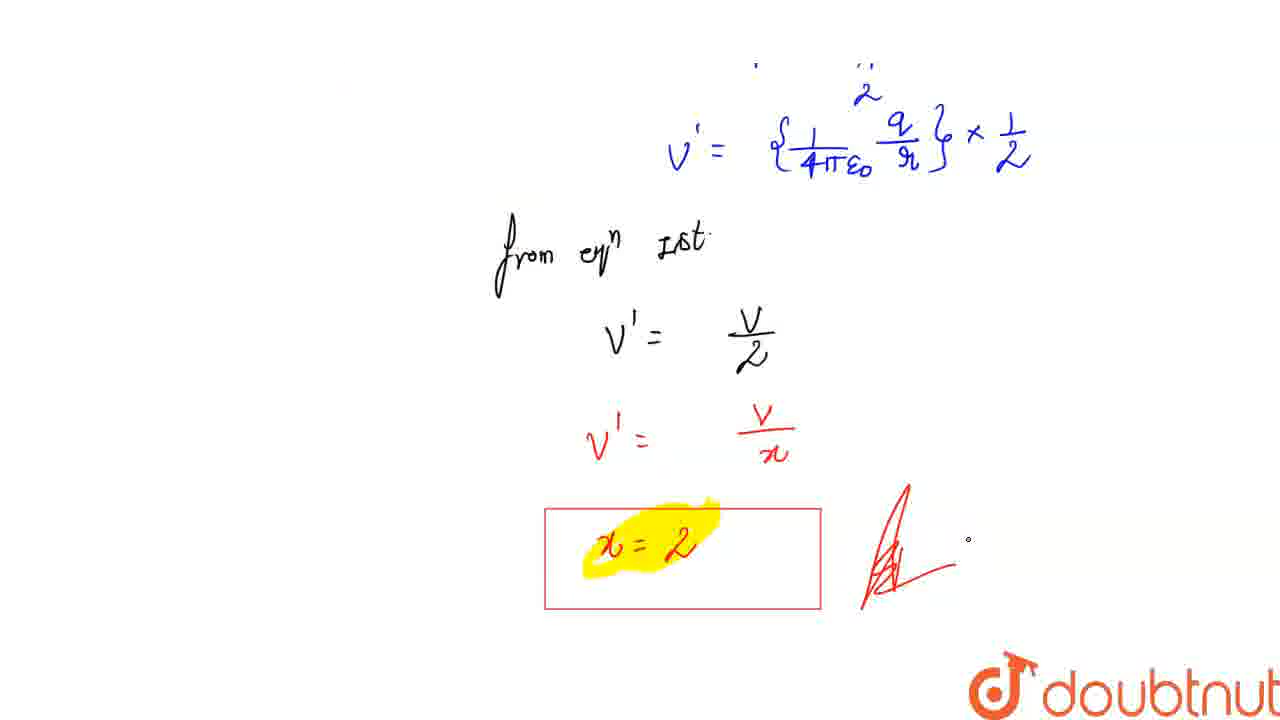 2
V' = {1/4πε₀ q/r} × 1/2
from eqⁿ Ist
V' = V/2
V' = V/x
x = 2
doubtnut